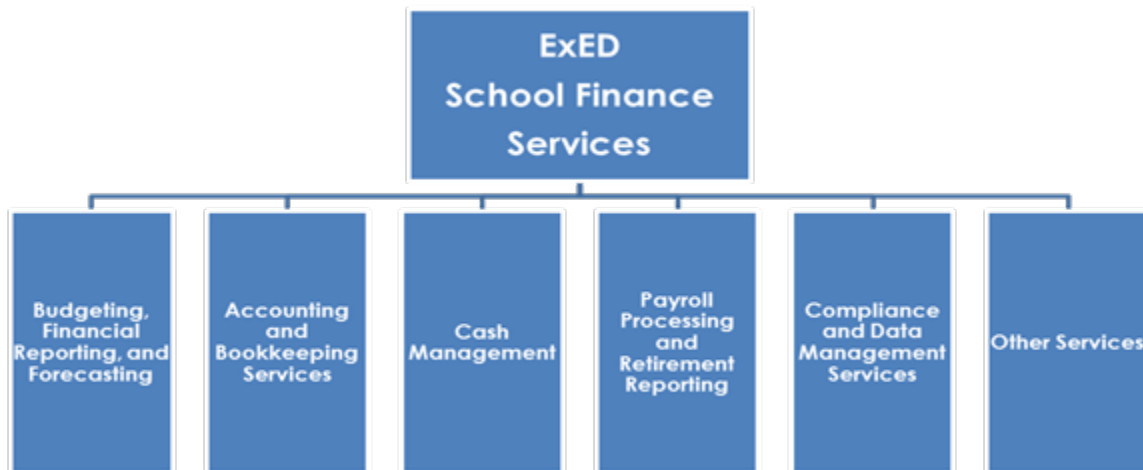 ExED
School Finance
Services
Budgeting,
Financial
Reporting, and
Forecasting
Accounting
and
Bookkeeping
Services
Cash
Management
Payroll
Processing
and
Retirement
Reporting
Compliance
and Data
Management
Services
Other Services